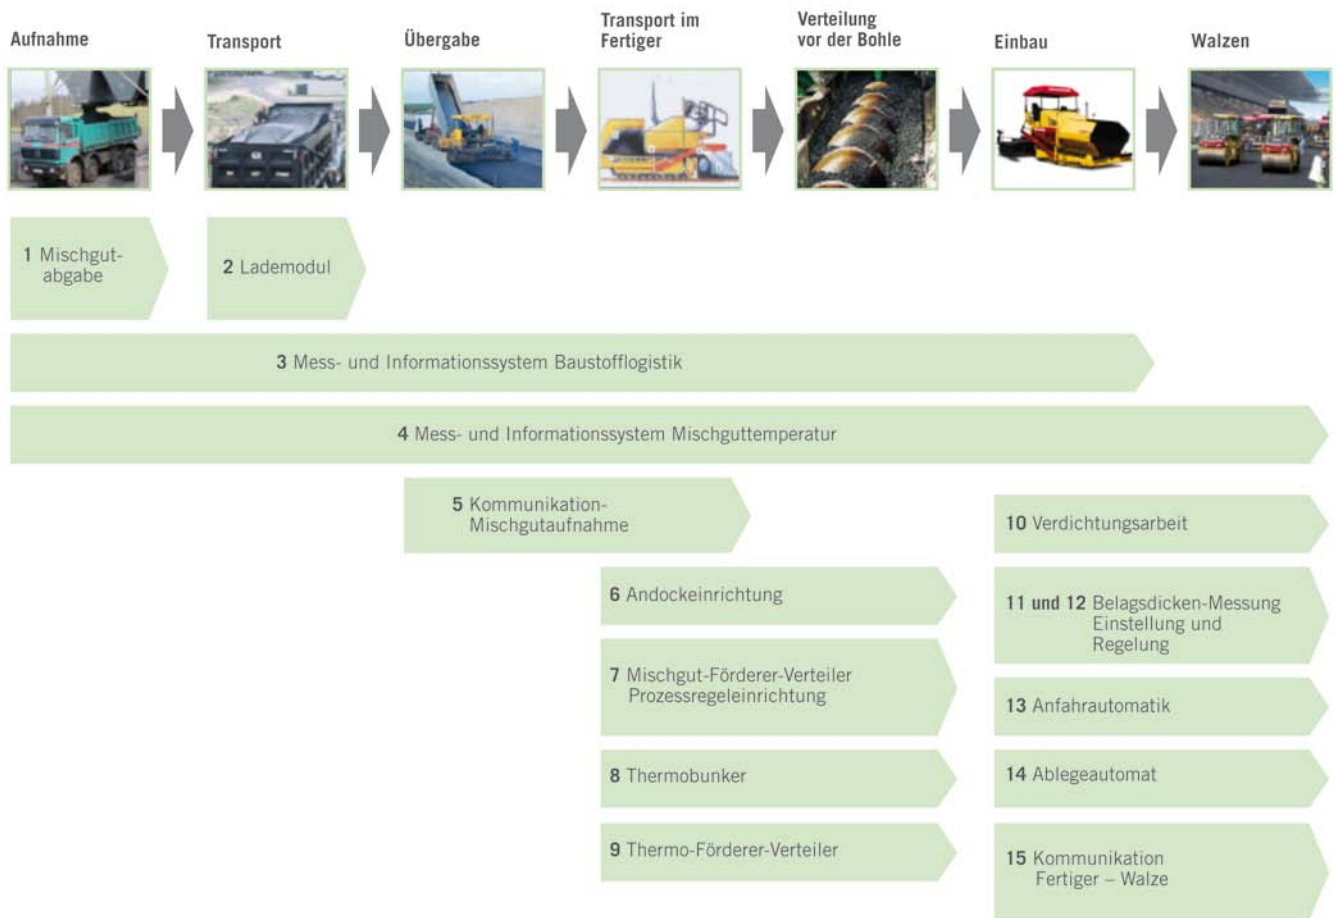 Aufnahme
Transport
Übergabe
Transport im
Fertiger
Verteilung
vor der Bohle
Einbau
Walzen
1 Mischgut-
abgabe
2 Lademodul
3 Mess- und Informationssystem Baustofflogistik
4 Mess- und Informationssystem Mischguttemperatur
5 Kommunikation-
Mischgutaufnahme
6 Andockeinrichtung
7 Mischgut-Förderer-Verteiler
Prozessregeleinrichtung
8 Thermobunker
9 Thermo-Förderer-Verteiler
10 Verdichtungsarbeit
11 und 12 Belagsdicken-Messung
Einstellung und
Regelung
13 Anfahrautomatik
14 Ablegeautomat
15 Kommunikation
Fertiger – Walze